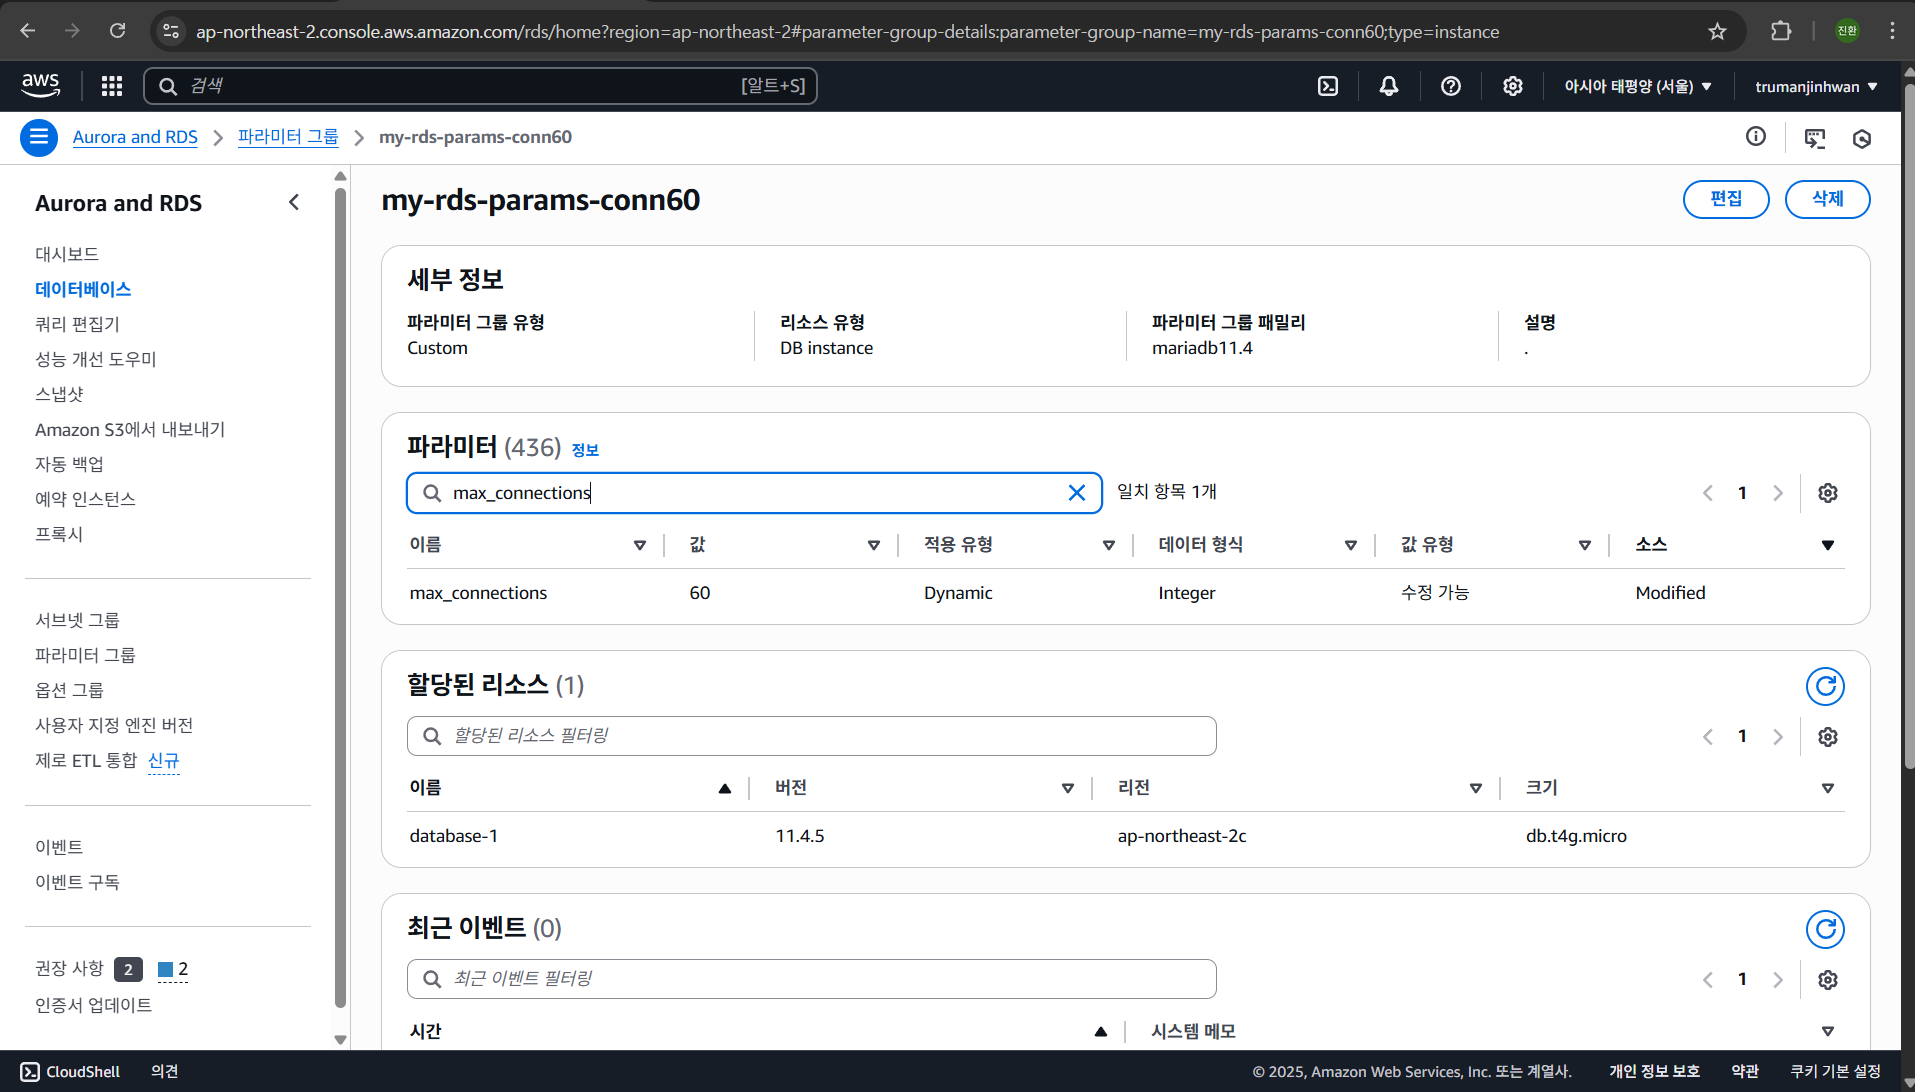 ap-northeast-2.console.aws.amazon.com/rds/home?region=ap-northeast-2#parameter-group-details:parameter-group-name=my-rds-params-conn60;type=instance
진환
aws
검색
[알트+S]
아시아 태평양 (서울)
trumanjinhwan
Aurora and RDS
파라미터 그룹
my-rds-params-conn60
Aurora and RDS
대시보드
데이터베이스
쿼리 편집기
성능 개선 도우미
스냅샷
Amazon S3에서 내보내기
자동 백업
예약 인스턴스
프록시
서브넷 그룹
파라미터 그룹
옵션 그룹
사용자 지정 엔진 버전
제로 ETL 통합 신규
이벤트
이벤트 구독
권장 사항 2 2
인증서 업데이트
my-rds-params-conn60
편집
삭제
세부 정보
파라미터 그룹 유형
Custom
리소스 유형
DB instance
파라미터 그룹 패밀리
mariadb11.4
설명
.
파라미터 (436) 정보
max_connections
일치 항목 1개
1
이름 값 적용 유형 데이터 형식 값 유형 소스
max_connections 60 Dynamic Integer 수정 가능 Modified
할당된 리소스 (1)
할당된 리소스 필터링
1
이름 버전 리전 크기
database-1 11.4.5 ap-northeast-2c db.t4g.micro
최근 이벤트 (0)
최근 이벤트 필터링
1
시간 시스템 메모
CloudShell 의견
© 2025, Amazon Web Services, Inc. 또는 계열사. 개인 정보 보호 약관 쿠키 기본 설정